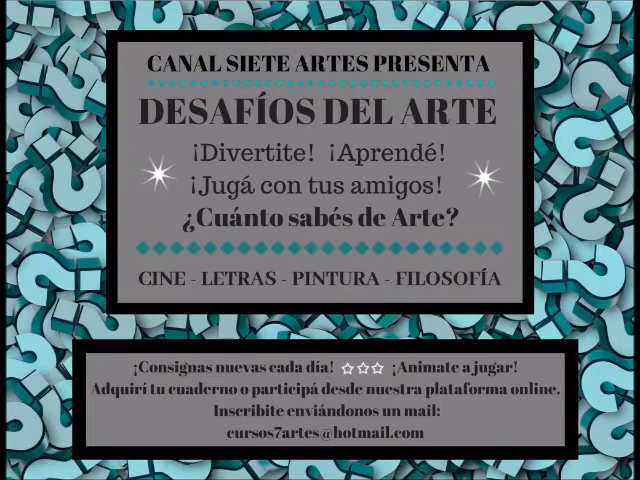 CANAL SIETE ARTES PRESENTA
DESAFÍOS DEL ARTE
¡Divertite! ¡Aprendé!
¡Jugá con tus amigos!
¿Cuánto sabés de Arte?
CINE - LETRAS - PINTURA - FILOSOFÍA
¡Consignas nuevas cada día! ¡Animate a jugar!
Adquirí tu cuaderno o participá desde nuestra plataforma online.
Inscribite enviándonos un mail:
cursos7artes@hotmail.com